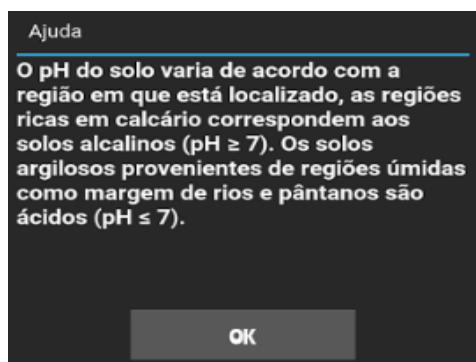 Ajuda
O pH do solo varia de acordo com a
região em que está localizado, as regiões
ricas em calcário correspondem aos
solos alcalinos (pH ≥ 7). Os solos
argilosos provenientes de regiões úmidas
como margem de rios e pântanos são
ácidos (pH ≤ 7).
OK